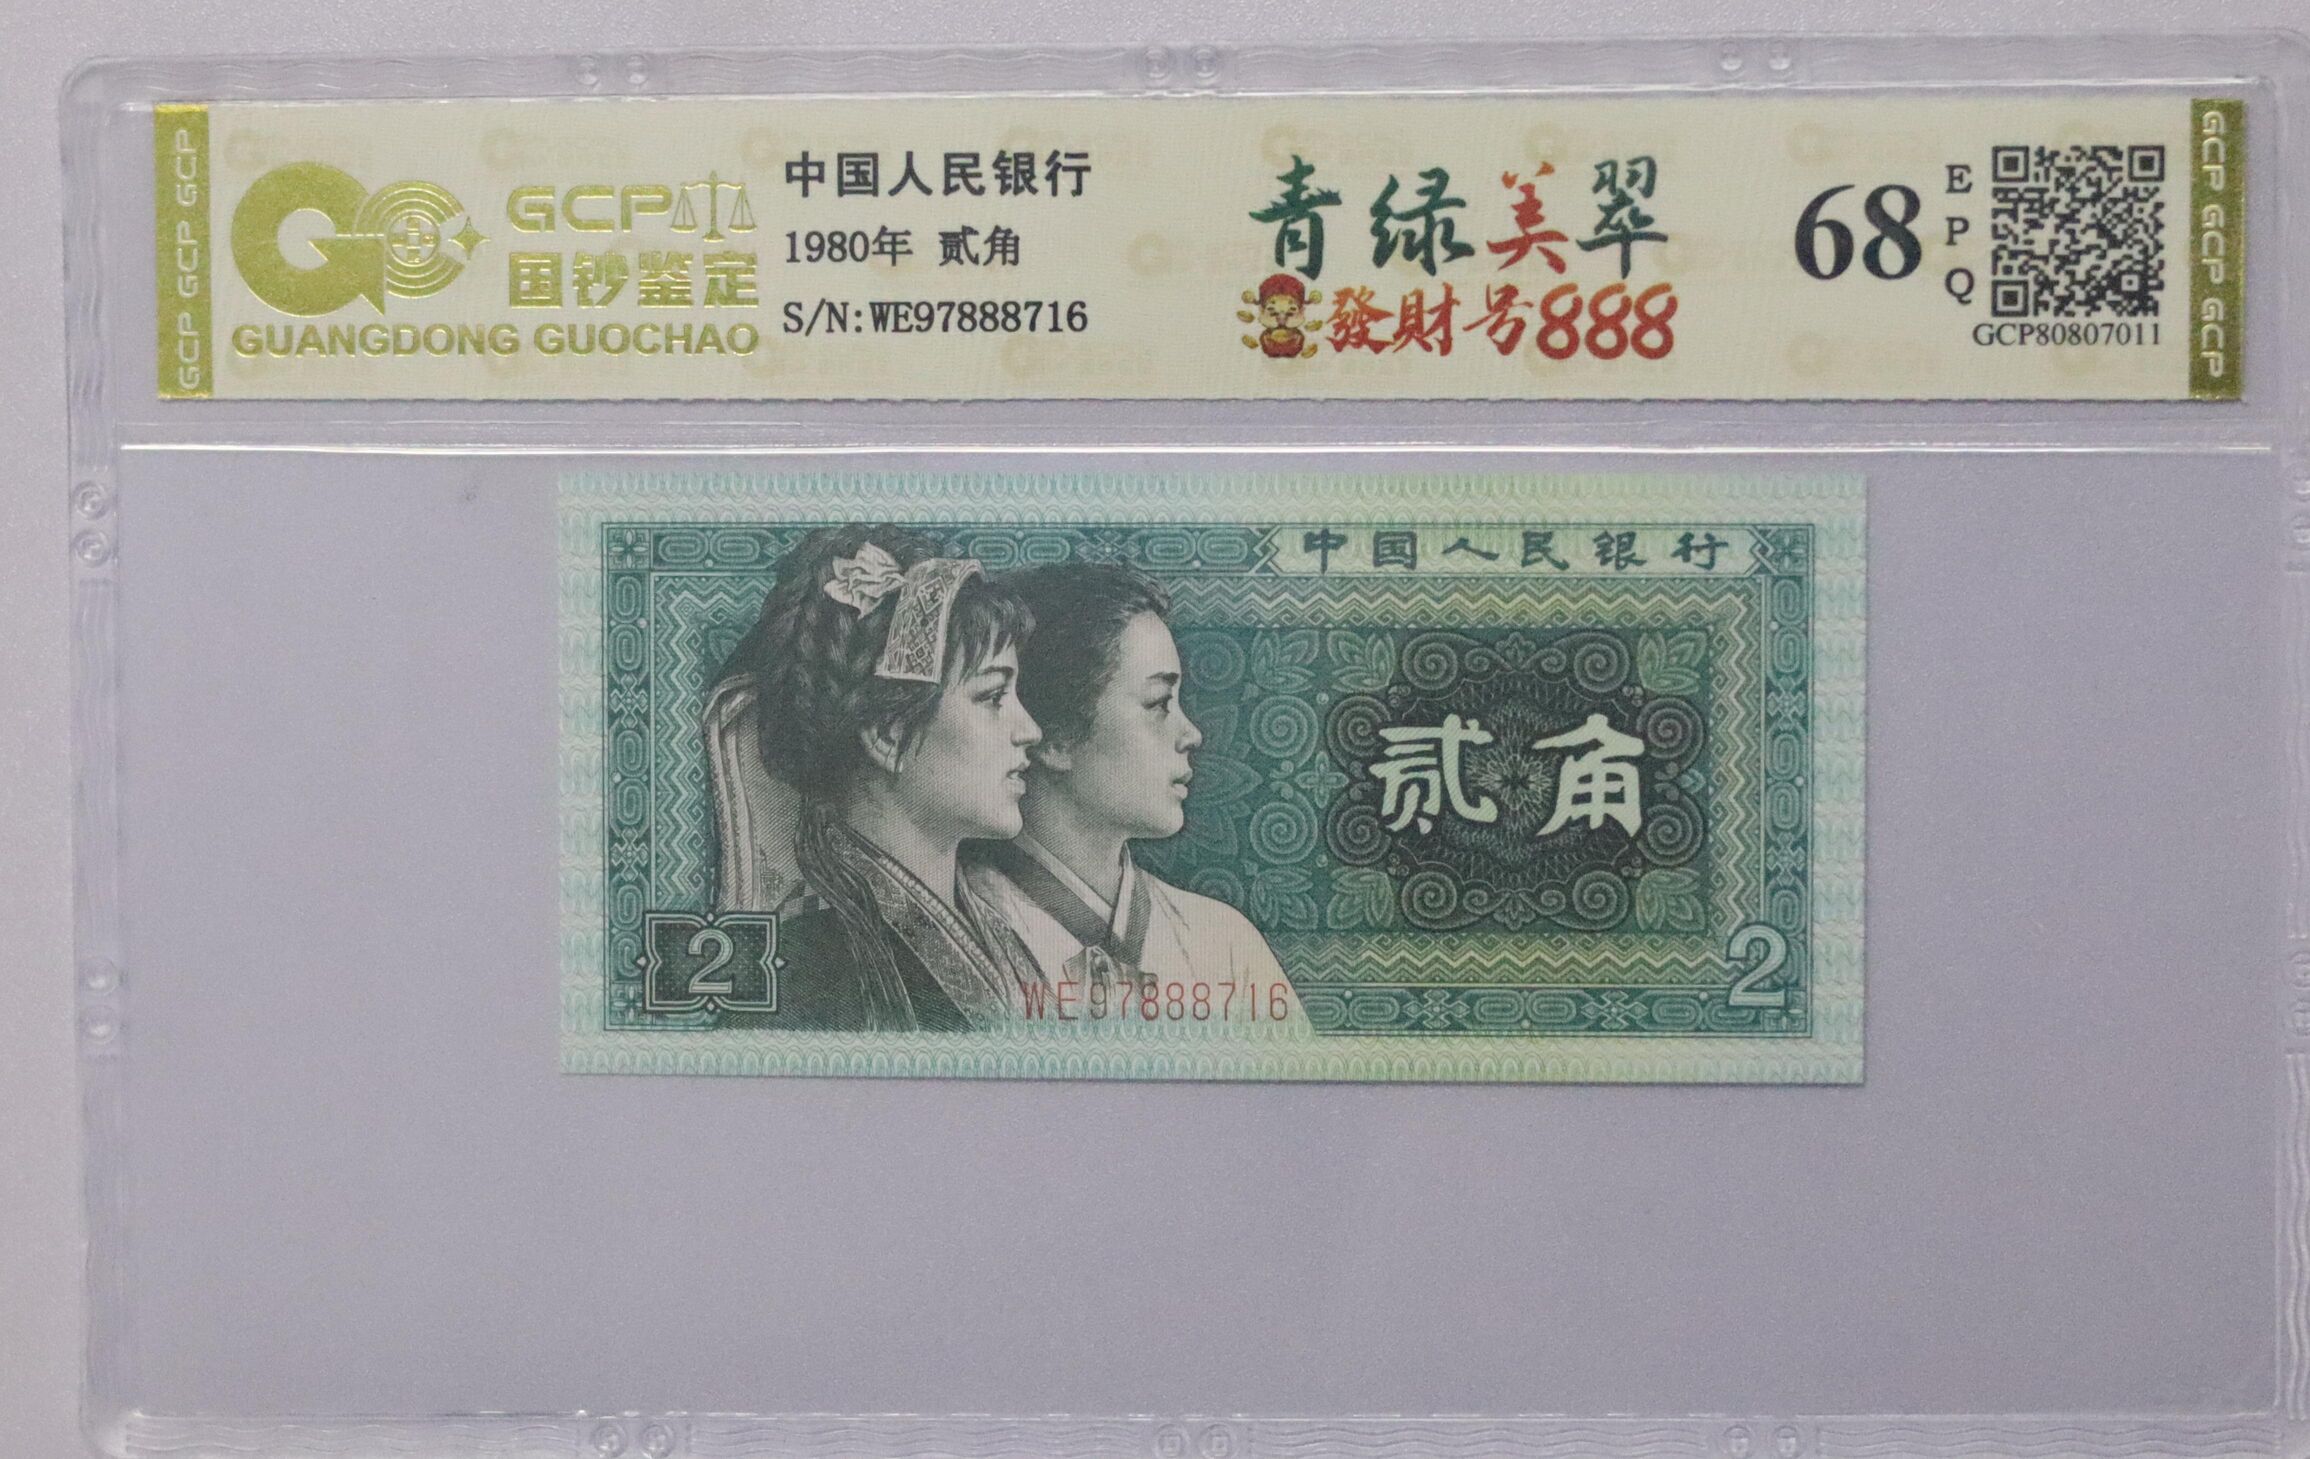 GCP GCP GCP
GCP
国钞鉴定
GUANGDONG GUOCHAO
中国人民银行
1980年 贰角
S/N:WE97888716
青绿美翠
發財号888
68
E
P
Q
GCP80807011
GCP GCP GCP
中国人民银行
贰角
2
2
WE97888716